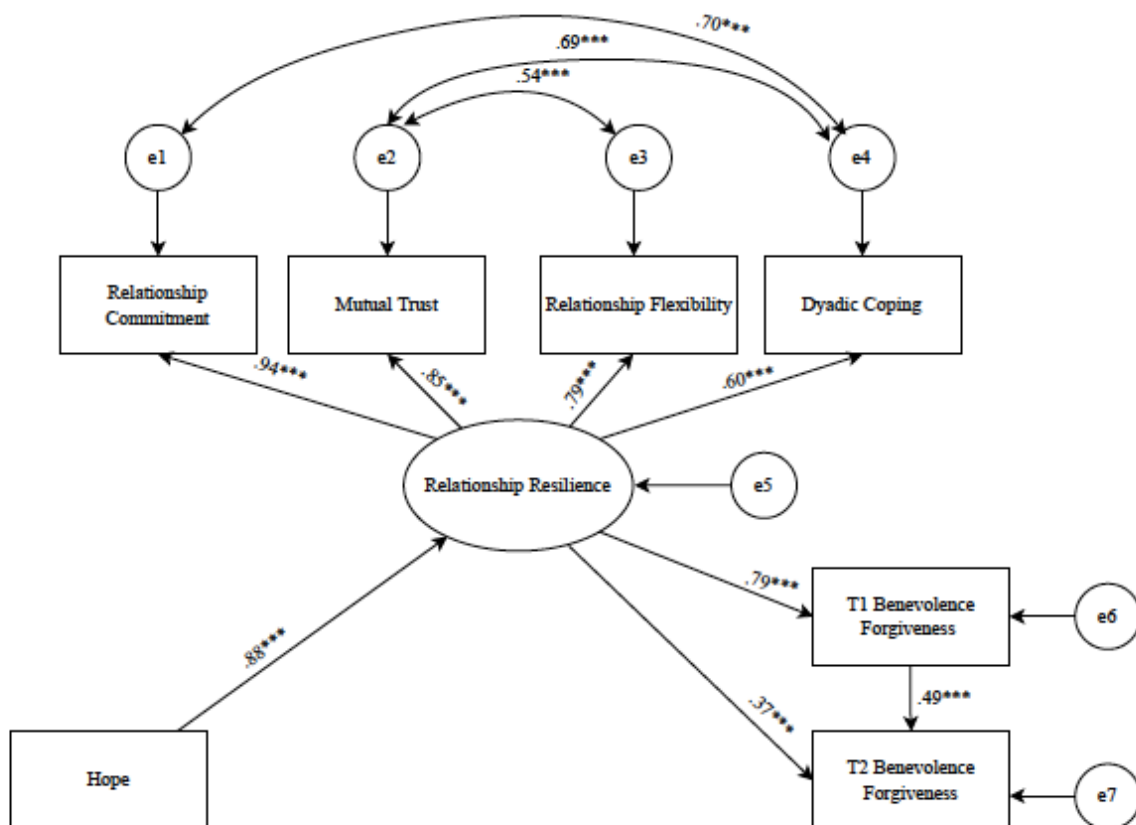 .70***
.69***
.54***
e1
e2
e3
e4
Relationship
Commitment
Mutual Trust
Relationship Flexibility
Dyadic Coping
.94***
.85***
.79***
.60***
Relationship Resilience
e5
.79***
T1 Benevolence
Forgiveness
e6
.88***
.37***
.49***
Hope
T2 Benevolence
Forgiveness
e7